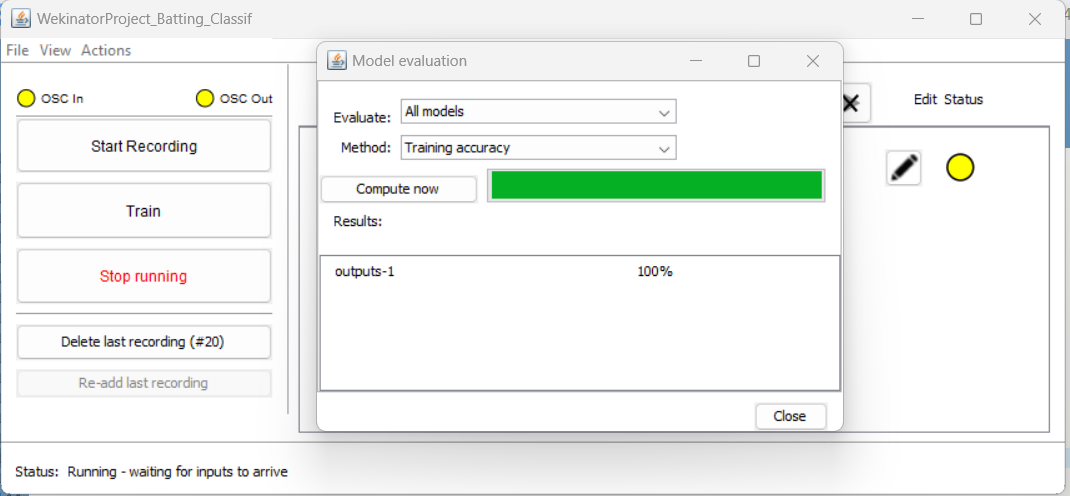 WekinatorProject_Batting_Classif
File View Actions
OSC In
OSC Out
Start Recording
Train
Stop running
Delete last recording (#20)
Re-add last recording
Edit Status
Model evaluation
Evaluate: All models
Method: Training accuracy
Compute now
Results:
outputs-1 100%
Close
Status: Running - waiting for inputs to arrive